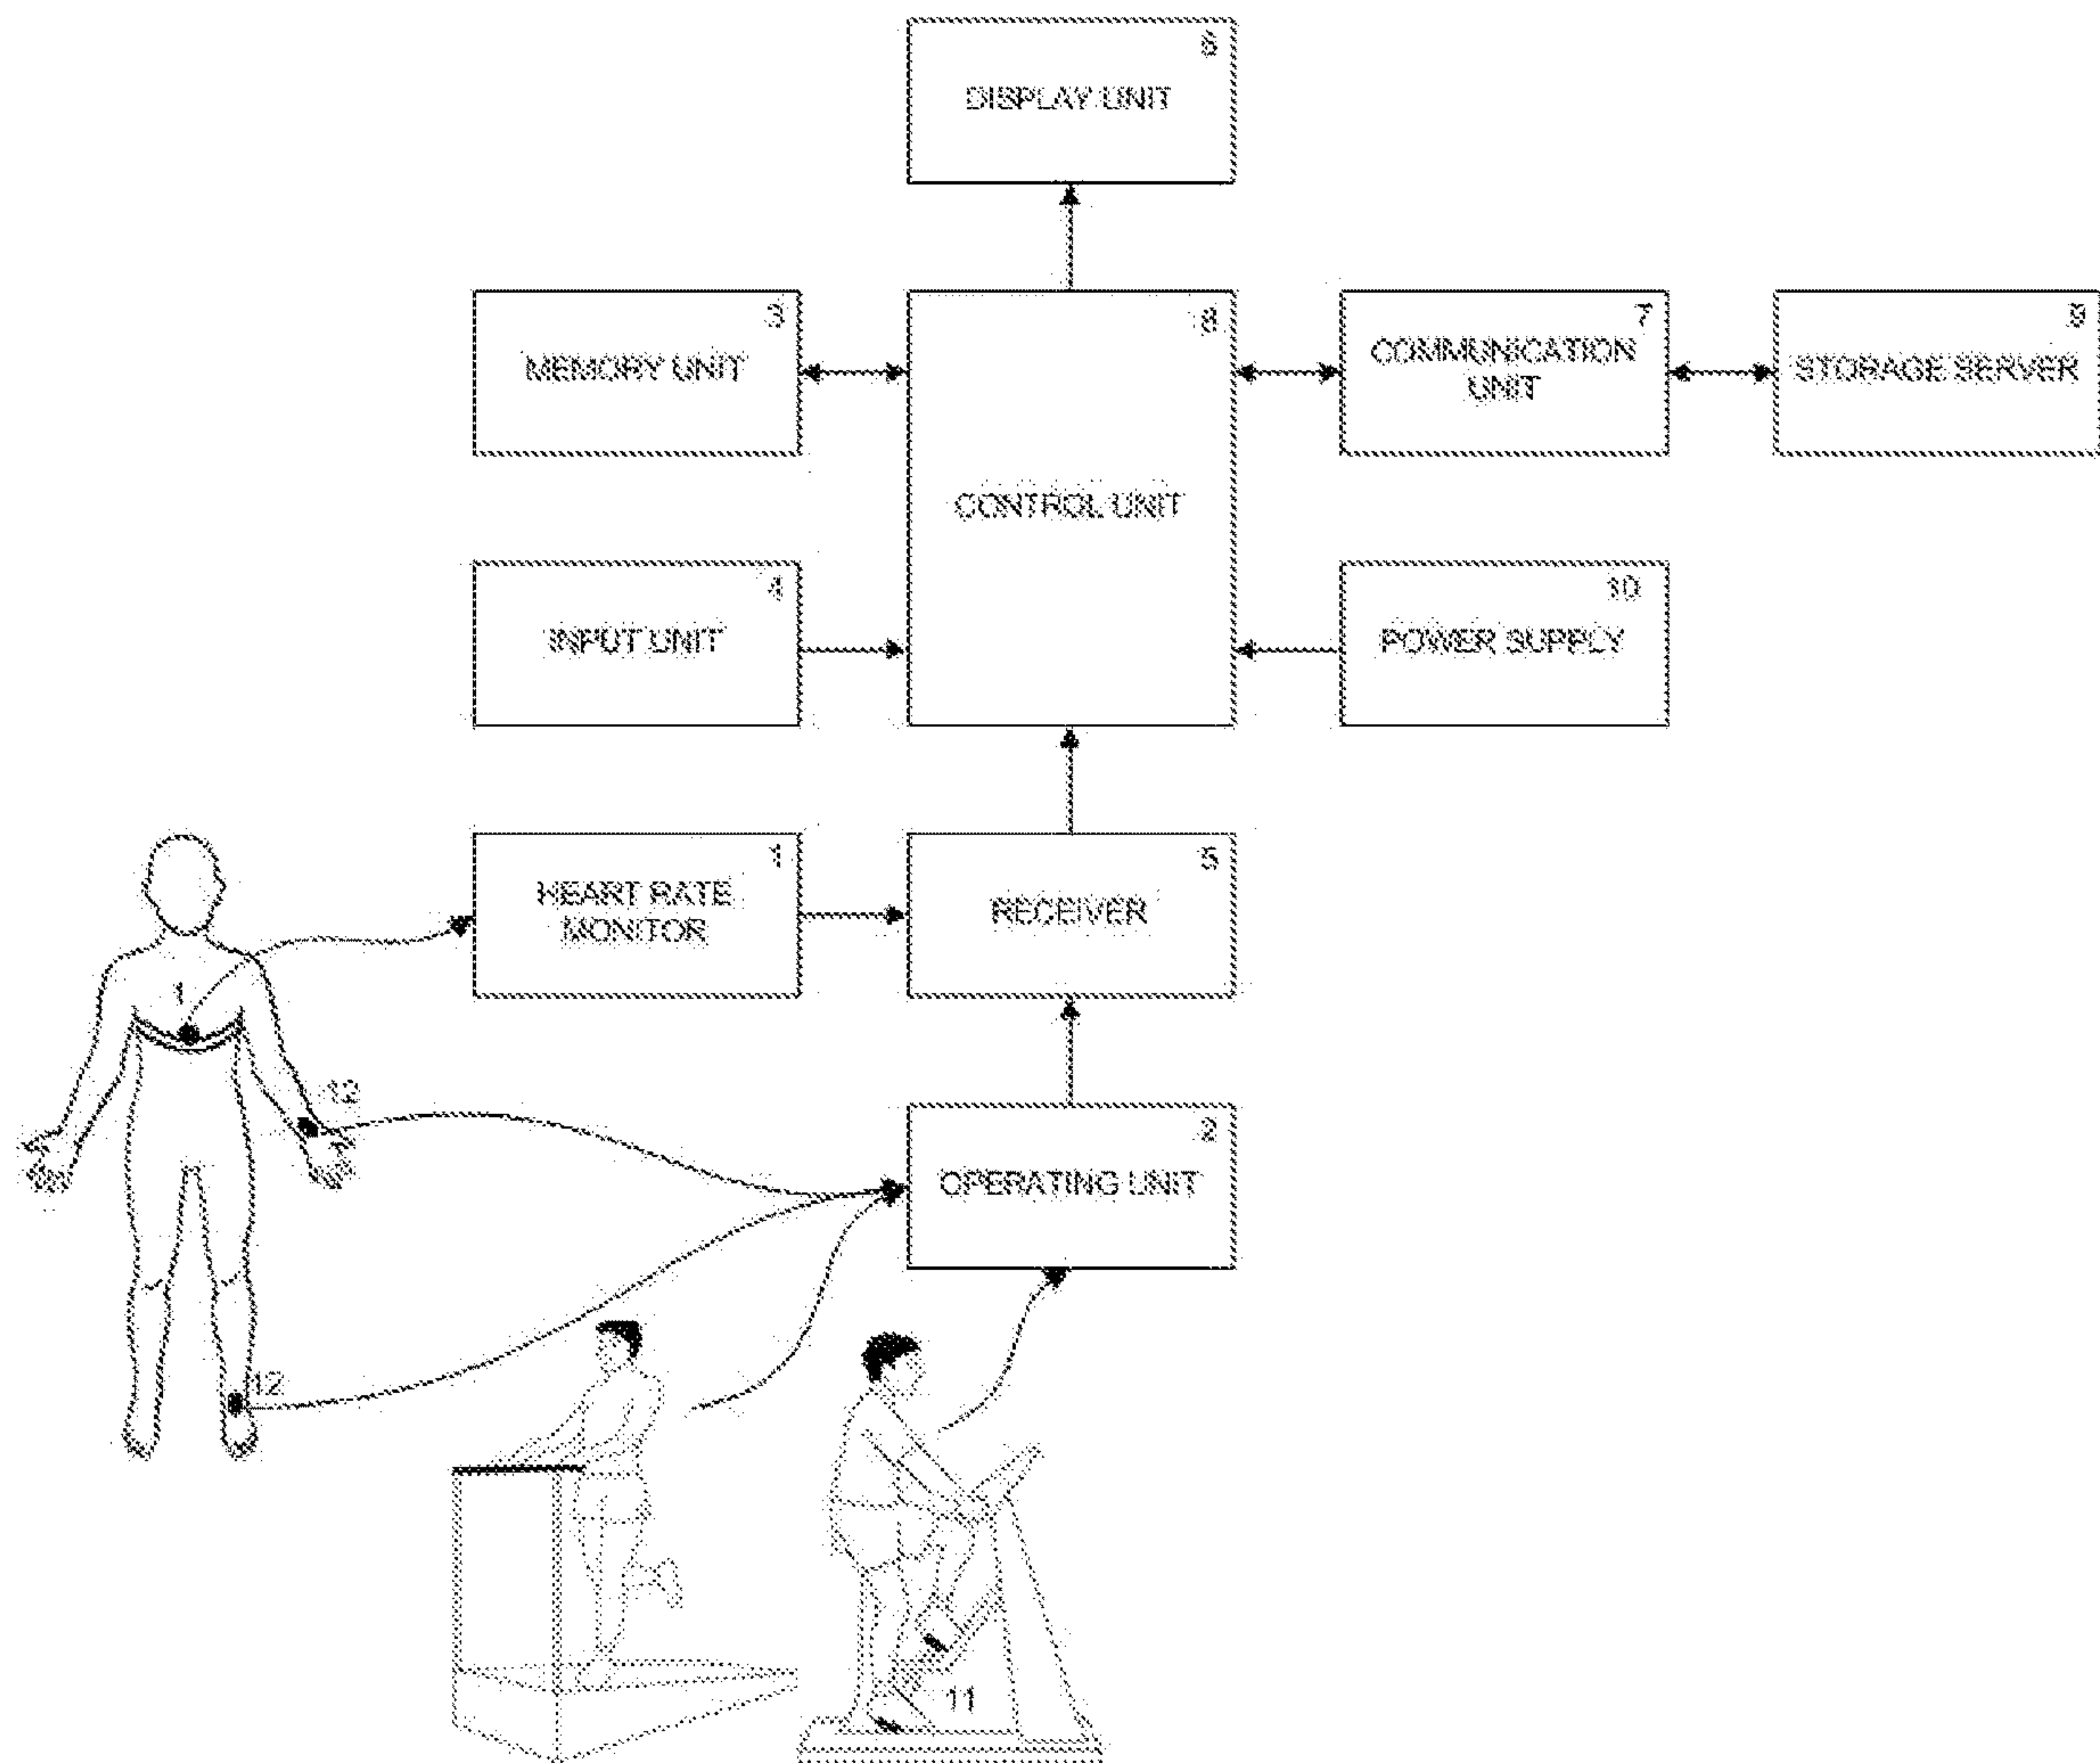 6
DISPLAY UNIT
3
MEMORY UNIT
8
CONTROL UNIT
7
COMMUNICATION
UNIT
9
STORAGE SERVER
4
INPUT UNIT
10
POWER SUPPLY
1
HEART RATE
MONITOR
5
RECEIVER
1
12
2
OPERATING UNIT
12
11